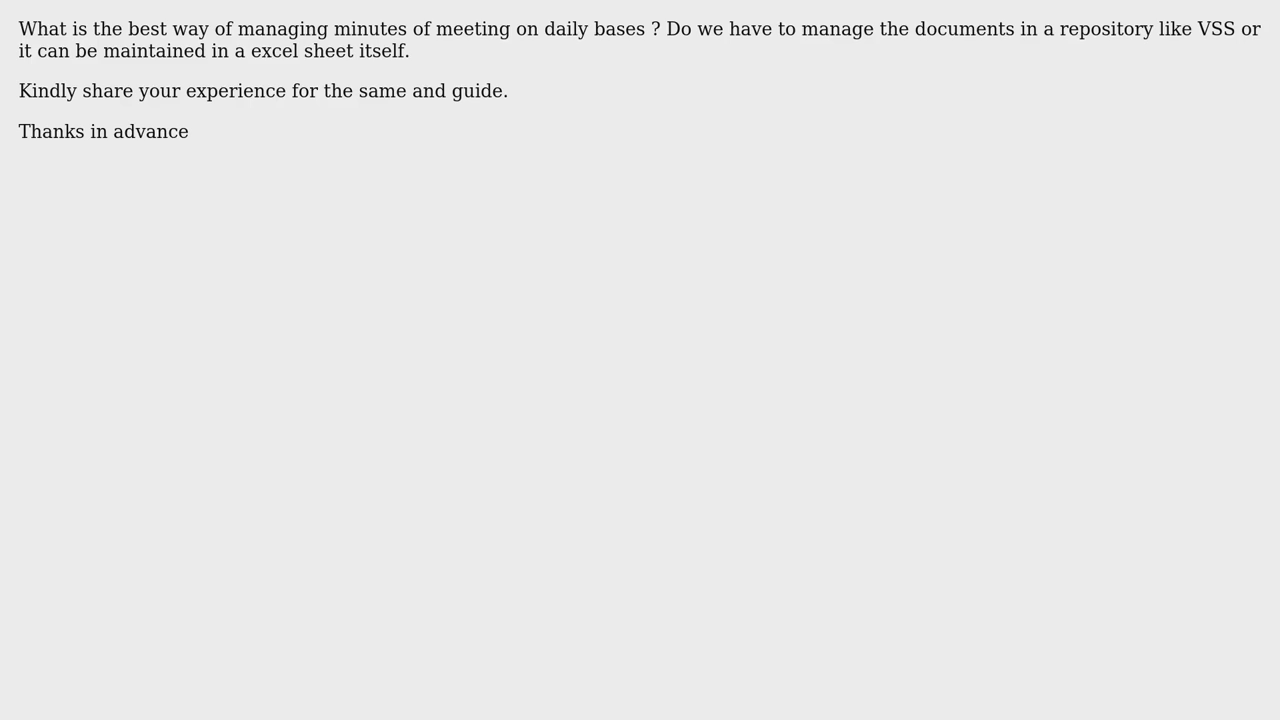 What is the best way of managing minutes of meeting on daily bases ? Do we have to manage the documents in a repository like VSS or
it can be maintained in a excel sheet itself.
Kindly share your experience for the same and guide.
Thanks in advance